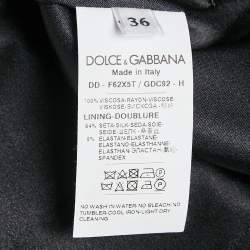 36
DOLCE & GABBANA
Made in Italy
DD - F62X5T / GDC92 - H
100% VISCOSA-RAYON-VISCOSE
LINING-DOUBLURE
94% SETA-SILK-SEDA-SOIE
6% ELASTAN-ELASTANE
SPANDEX
NO WASH IN WATER-NO BLEACHING
TUMBLER-COOL IRON-LIGHT DRY
CLEANING